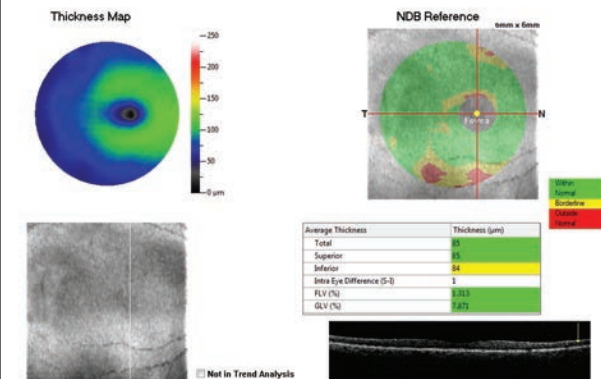 Thickness Map
NDB Reference
6mm x 6mm
250
200
150
100
50
0 µm
T
N
Fovea
Within
Normal
Borderline
Outside
Normal
Average Thickness Thickness (µm)
Total 85
Superior 85
Inferior 84
Intra Eye Difference (S-I) 1
FLV (%) 1.313
GLV (%) 7.871
Not in Trend Analysis